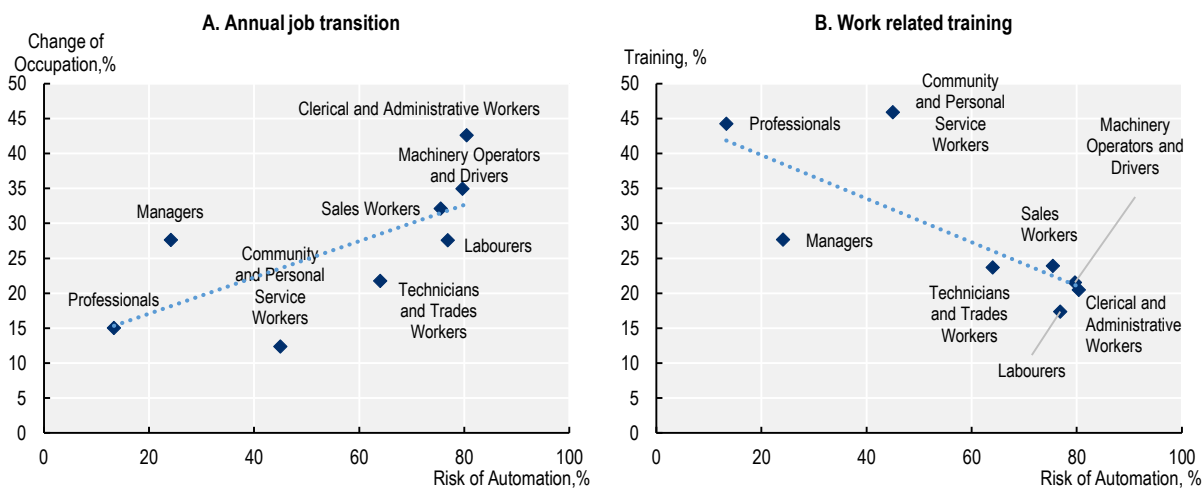 A. Annual job transition
Change of
Occupation,%
50
45
40
35
30
25
20
15
10
5
0
0 20 40 60 80 100
Risk of Automation,%
Clerical and Administrative Workers
Machinery Operators
and Drivers
Managers
Sales Workers
Labourers
Community
and Personal
Service
Workers
Professionals
Technicians
and Trades
Workers
B. Work related training
Training, %
50
45
40
35
30
25
20
15
10
5
0
0 20 40 60 80 100
Risk of Automation, %
Community
and Personal
Service
Workers
Professionals
Machinery
Operators and
Drivers
Managers
Sales
Workers
Technicians
and Trades
Workers
Clerical and
Administrative
Workers
Labourers